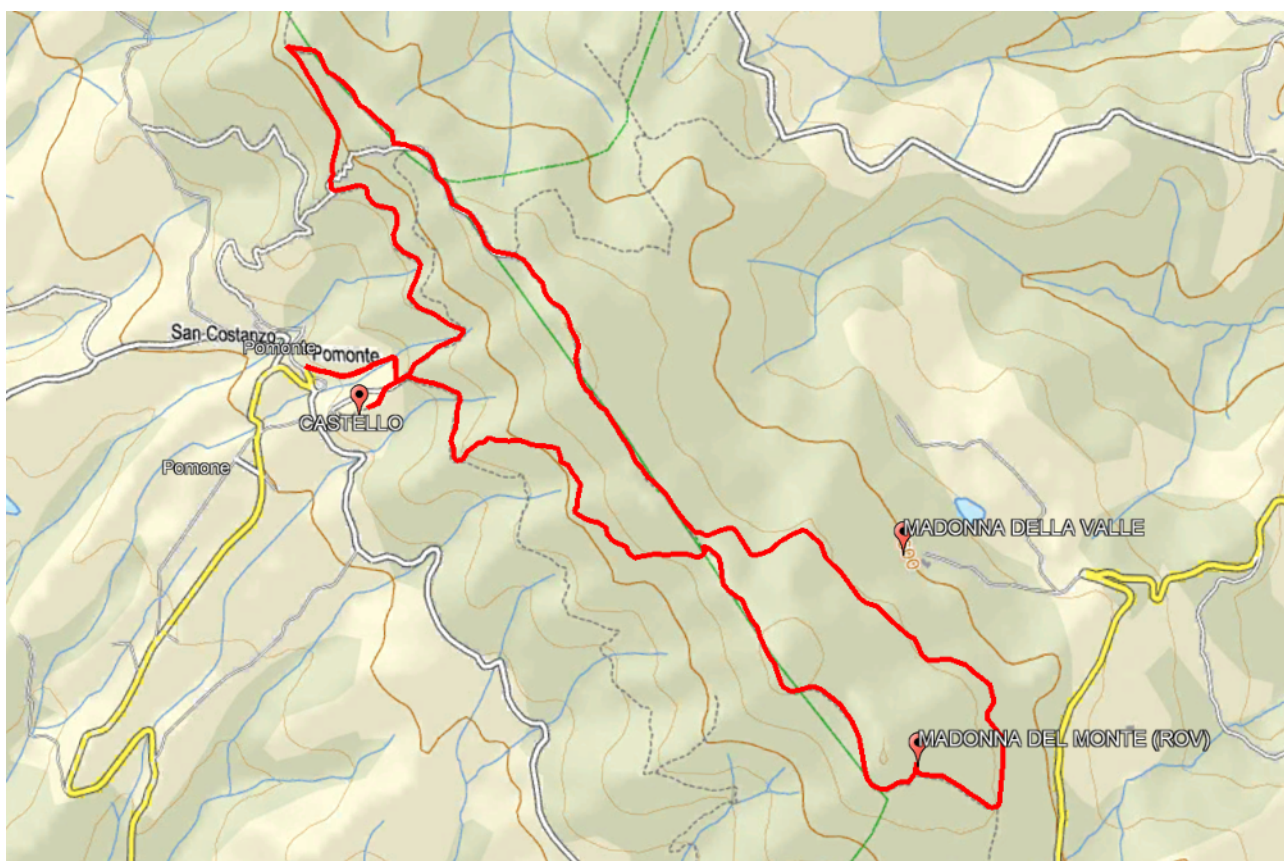 San Costanzo
Pomonte
Pomonte
CASTELLO
Pomone
MADONNA DELLA VALLE
MADONNA DEL MONTE (ROV)